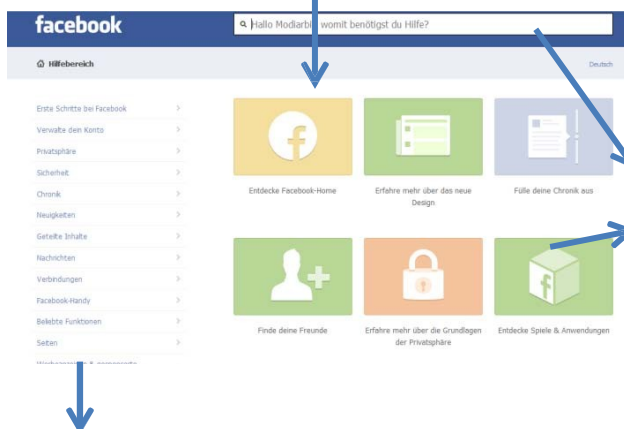 facebook
Hallo Modiarbi womit benötigst du Hilfe?
Hilfebereich
Deutsch
Erste Schritte bei Facebook
Verwalte dein Konto
Privatsphäre
Sicherheit
Chronik
Neuigkeiten
Geteilte Inhalte
Nachrichten
Verbindungen
Facebook-Handy
Beliebte Funktionen
Seiten
Entdecke Facebook-Home
Erfahre mehr über das neue
Design
Fülle deine Chronik aus
Finde deine Freunde
Erfahre mehr über die Grundlagen
der Privatsphäre
Entdecke Spiele & Anwendungen